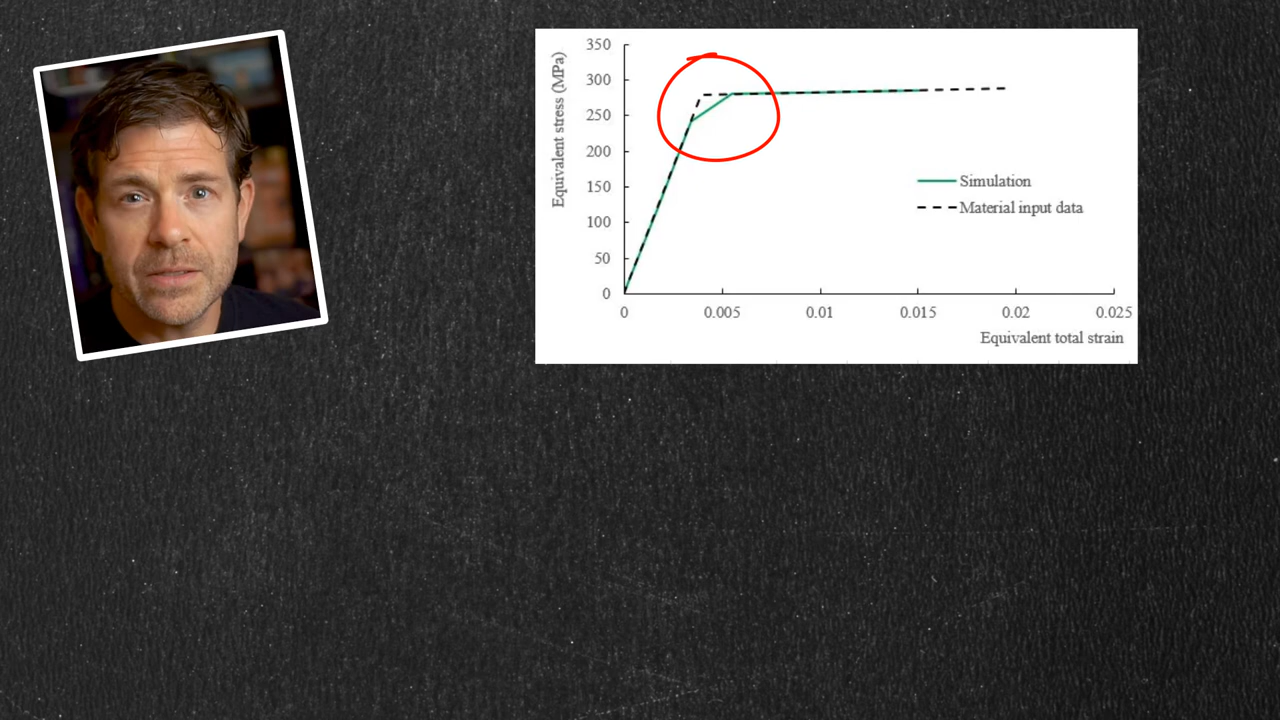 Equivalent stress (MPa)
350
300
250
200
150
100
50
0
Simulation
Material input data
0 0.005 0.01 0.015 0.02 0.025
Equivalent total strain